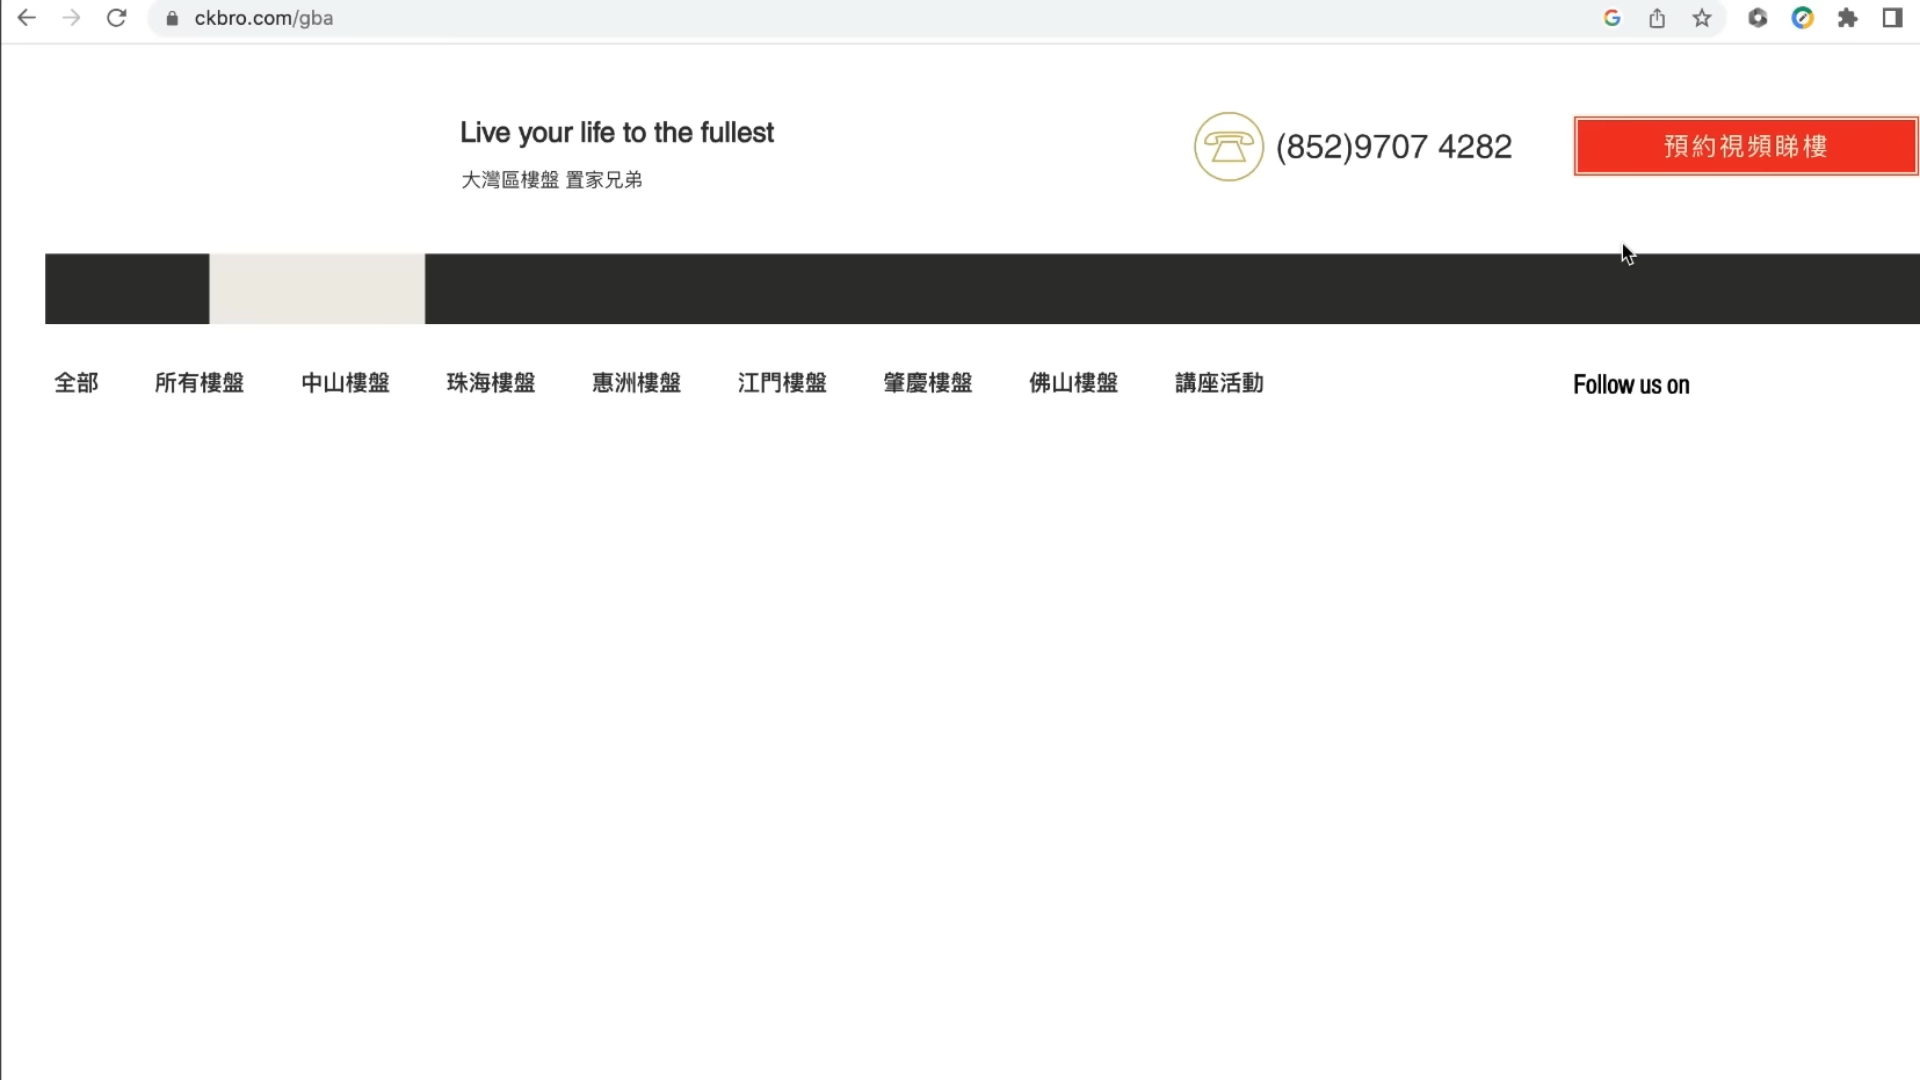 ckbro.com/gba
Live your life to the fullest
大灣區樓盤 置家兄弟
(852)9707 4282
預約視頻睇樓
全部 所有樓盤 中山樓盤 珠海樓盤 惠洲樓盤 江門樓盤 肇慶樓盤 佛山樓盤 講座活動 Follow us on